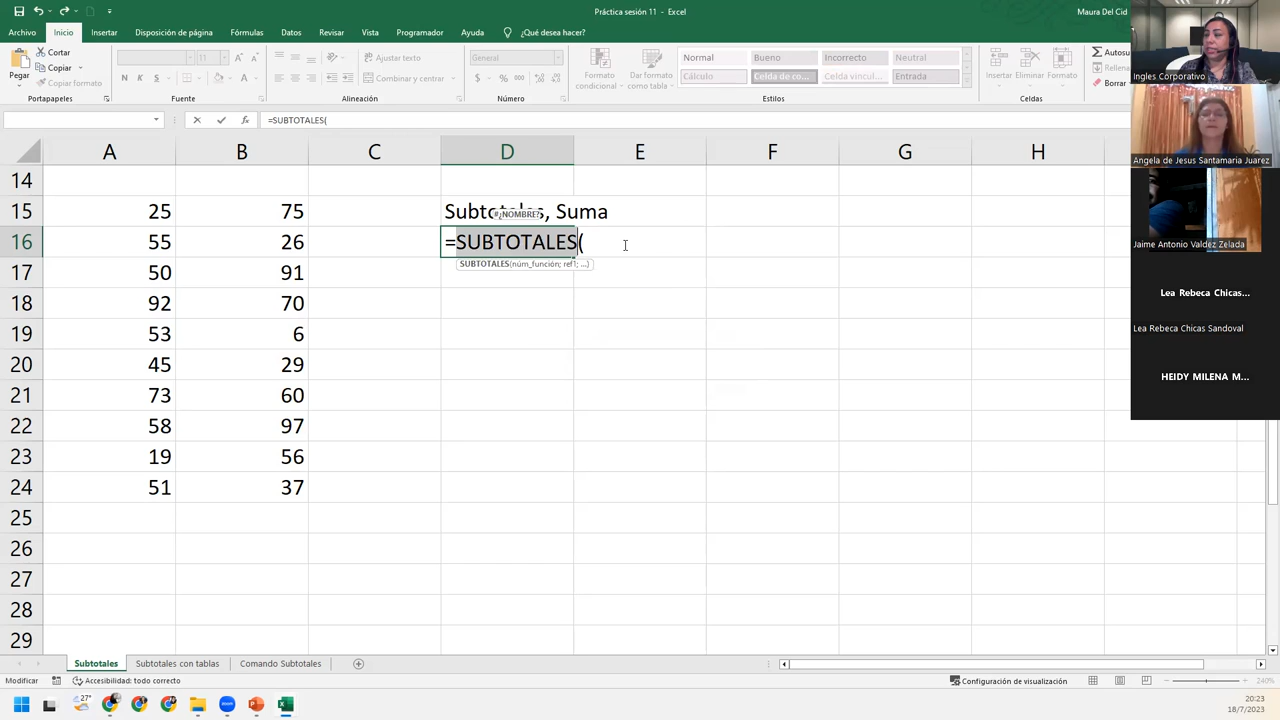 Práctica sesión 11 - Excel
Maura Del Cid
Archivo Inicio Insertar Disposición de página Fórmulas Datos Revisar Vista Programador Ayuda ¿Qué desea hacer?
Pegar
Cortar
Copiar
Copiar formato
Portapapeles
N K S
Fuente
Ajustar texto
Combinar y centrar
Alineación
$ % 000
Número
Formato condicional
Dar formato como tabla
Normal Bueno Incorrecto Neutral
Cálculo Celda de co... Celda vincul... Entrada
Estilos
Insertar Eliminar Formato
Celdas
Autosu
Rellena
Borrar
fx =SUBTOTALES(
A B C D E F G H
14
15 25 75 Subtotales, Suma
#¿NOMBRE?
16 55 26 =SUBTOTALES(
SUBTOTALES(núm_función; ref1; ...)
17 50 91
18 92 70
19 53 6
20 45 29
21 73 60
22 58 97
23 19 56
24 51 37
25
26
27
28
29
Subtotales Subtotales con tablas Comando Subtotales
Modificar Accesibilidad: todo correcto Configuración de visualización 240%
27°
20:23
18/7/2023
Ingles Corporativo
Angela de Jesus Santamaria Juarez
Jaime Antonio Valdez Zelada
Lea Rebeca Chicas...
Lea Rebeca Chicas Sandoval
HEIDY MILENA M...